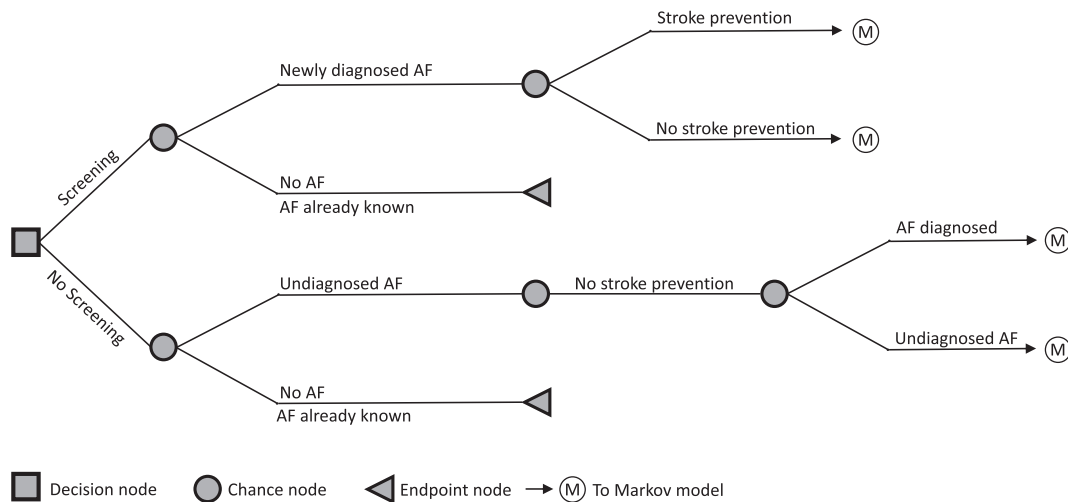 Stroke prevention
M
Newly diagnosed AF
No stroke prevention
M
Screening
No AF
AF already known
AF diagnosed
M
No Screening
Undiagnosed AF
No stroke prevention
Undiagnosed AF
M
No AF
AF already known
Decision node
Chance node
Endpoint node
M To Markov model